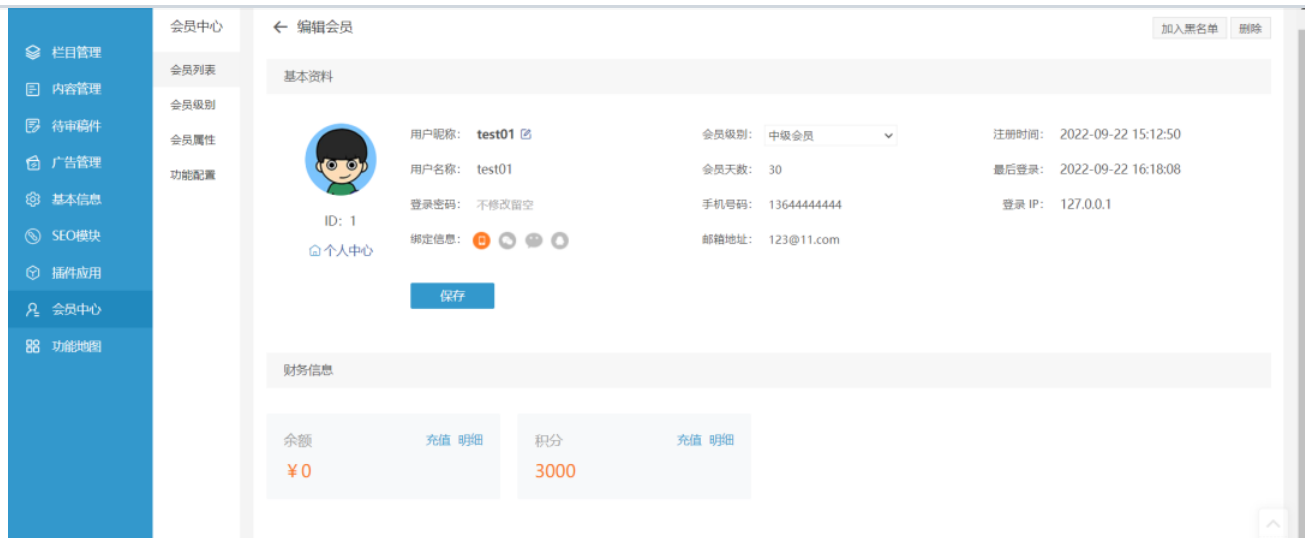 栏目管理
内容管理
待审稿件
广告管理
基本信息
SEO模块
插件应用
会员中心
功能地图
会员中心
会员列表
会员级别
会员属性
功能配置
← 编辑会员
加入黑名单 删除
基本资料
ID: 1
个人中心
用户昵称: test01
用户名称: test01
登录密码: 不修改留空
绑定信息:
会员级别: 中级会员
会员天数: 30
手机号码: 13644444444
邮箱地址: 123@11.com
注册时间: 2022-09-22 15:12:50
最后登录: 2022-09-22 16:18:08
登录 IP: 127.0.0.1
保存
财务信息
余额 充值 明细
¥0
积分 充值 明细
3000